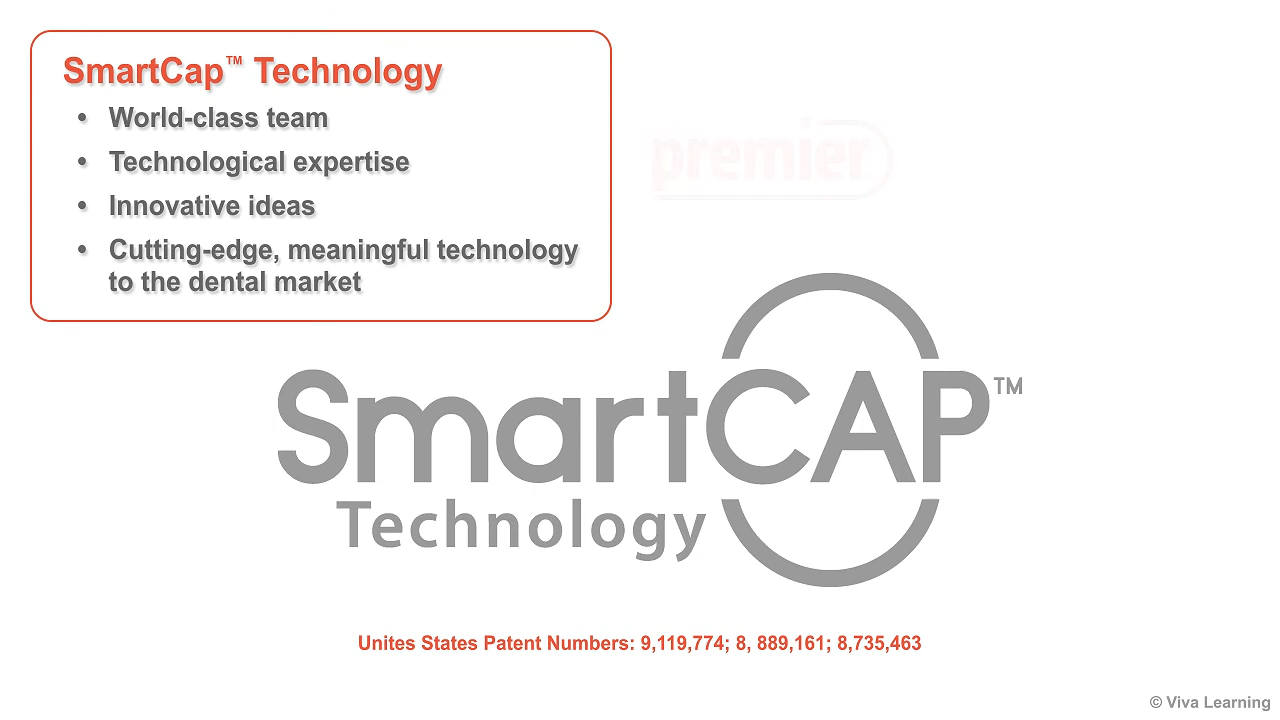 SmartCap™ Technology
• World-class team
• Technological expertise
• Innovative ideas
• Cutting-edge, meaningful technology
to the dental market
premier
SmartCAP™
Technology
Unites States Patent Numbers: 9,119,774; 8, 889,161; 8,735,463
© Viva Learning